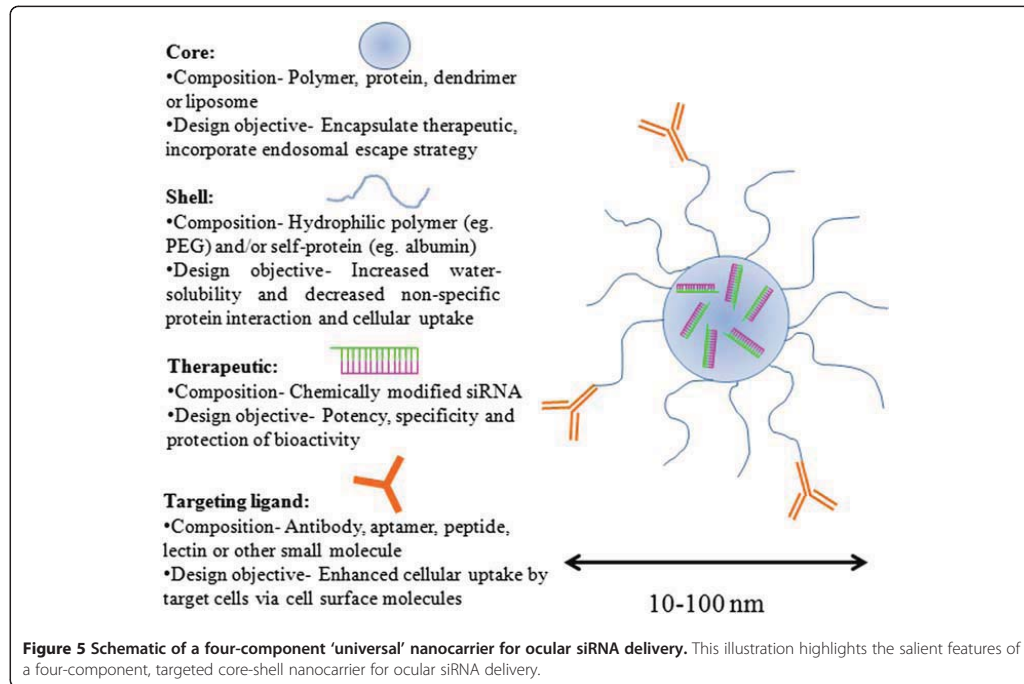 Core:
•Composition- Polymer, protein, dendrimer
or liposome
•Design objective- Encapsulate therapeutic,
incorporate endosomal escape strategy
Shell:
•Composition- Hydrophilic polymer (eg.
PEG) and/or self-protein (eg. albumin)
•Design objective- Increased water-
solubility and decreased non-specific
protein interaction and cellular uptake
Therapeutic:
•Composition- Chemically modified siRNA
•Design objective- Potency, specificity and
protection of bioactivity
Targeting ligand:
•Composition- Antibody, aptamer, peptide,
lectin or other small molecule
•Design objective- Enhanced cellular uptake by
target cells via cell surface molecules
10-100 nm
Figure 5 Schematic of a four-component ‘universal’ nanocarrier for ocular siRNA delivery. This illustration highlights the salient features of
a four-component, targeted core-shell nanocarrier for ocular siRNA delivery.